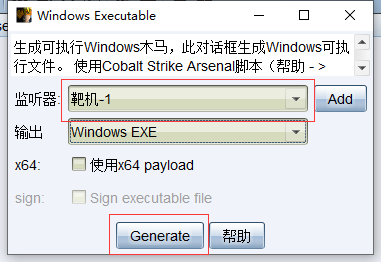 Windows Executable
生成可执行Windows木马，此对话框生成Windows可执
行文件。 使用Cobalt Strike Arsenal脚本（帮助 - >
监听器: 靶机-1 Add
输出 Windows EXE
x64: 使用x64 payload
sign: Sign executable file
Generate 帮助